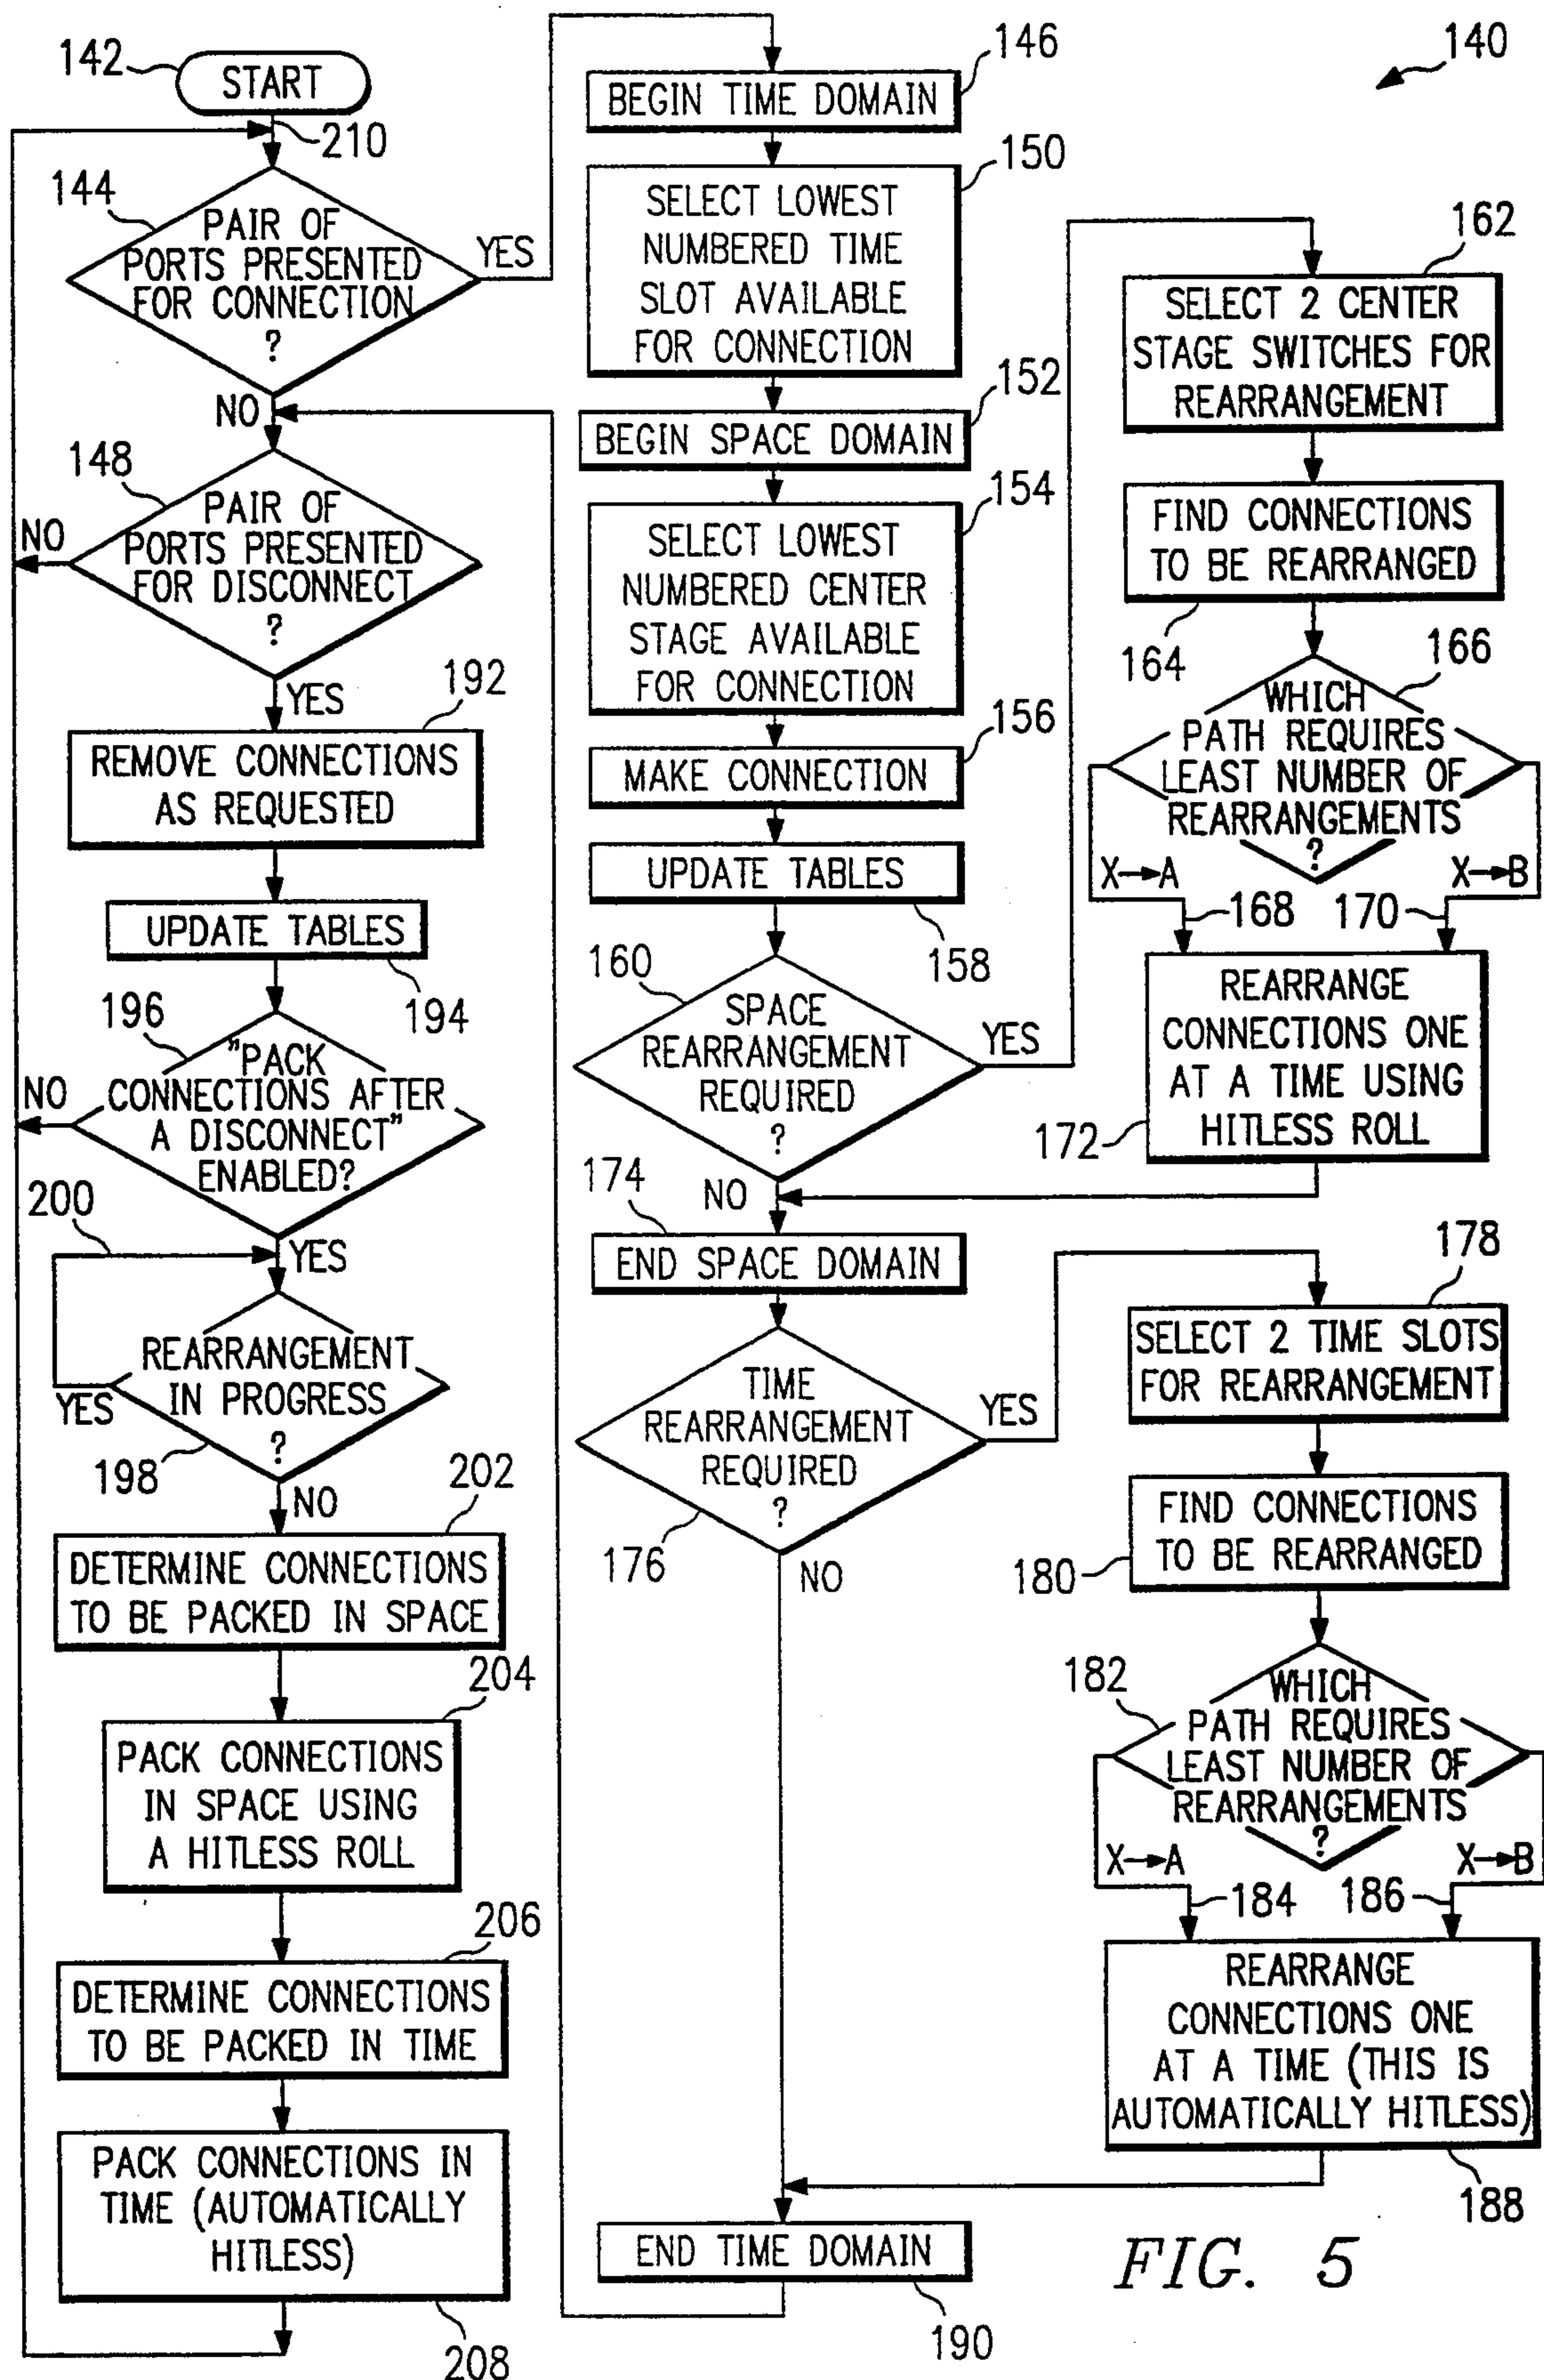 142
START
210
144
PAIR OF
PORTS PRESENTED
FOR CONNECTION
?
YES
NO
148
PAIR OF
PORTS PRESENTED
FOR DISCONNECT
?
NO
YES
192
REMOVE CONNECTIONS
AS REQUESTED
UPDATE TABLES
194
196
"PACK
CONNECTIONS AFTER
A DISCONNECT"
ENABLED?
NO
200
YES
REARRANGEMENT
IN PROGRESS
?
YES
198
NO
202
DETERMINE CONNECTIONS
TO BE PACKED IN SPACE
204
PACK CONNECTIONS
IN SPACE USING
A HITLESS ROLL
206
DETERMINE CONNECTIONS
TO BE PACKED IN TIME
PACK CONNECTIONS IN
TIME (AUTOMATICALLY
HITLESS)
208
146
BEGIN TIME DOMAIN
150
SELECT LOWEST
NUMBERED TIME
SLOT AVAILABLE
FOR CONNECTION
152
BEGIN SPACE DOMAIN
154
SELECT LOWEST
NUMBERED CENTER
STAGE AVAILABLE
FOR CONNECTION
156
MAKE CONNECTION
UPDATE TABLES
158
160
SPACE
REARRANGEMENT
REQUIRED
?
YES
NO
174
END SPACE DOMAIN
TIME
REARRANGEMENT
REQUIRED
?
YES
176
NO
END TIME DOMAIN
190
140
162
SELECT 2 CENTER
STAGE SWITCHES FOR
REARRANGEMENT
FIND CONNECTIONS
TO BE REARRANGED
164
166
WHICH
PATH REQUIRES
LEAST NUMBER OF
REARRANGEMENTS
?
X→A
X→B
168
170
REARRANGE
CONNECTIONS ONE
AT A TIME USING
HITLESS ROLL
172
178
SELECT 2 TIME SLOTS
FOR REARRANGEMENT
FIND CONNECTIONS
TO BE REARRANGED
180
182
WHICH
PATH REQUIRES
LEAST NUMBER OF
REARRANGEMENTS
?
X→A
X→B
184
186
REARRANGE
CONNECTIONS ONE
AT A TIME (THIS IS
AUTOMATICALLY HITLESS)
188
FIG. 5